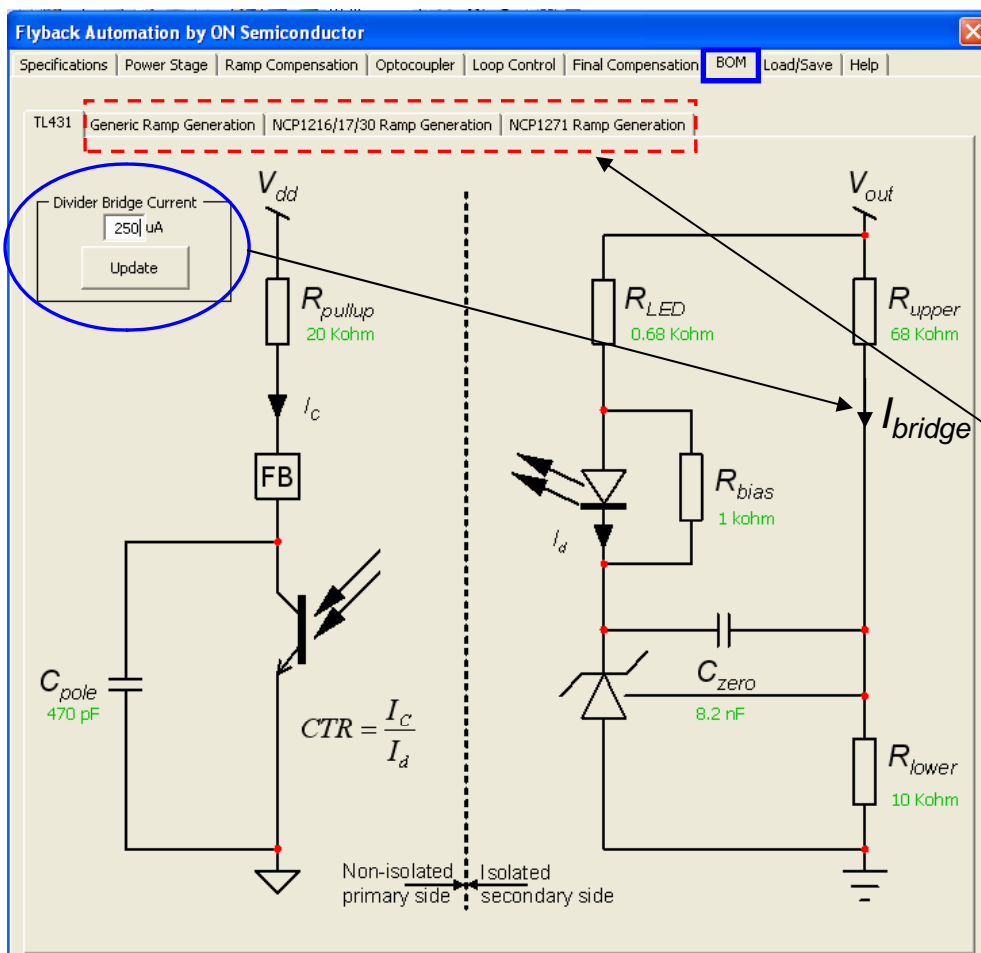 Flyback Automation by ON Semiconductor
Specifications Power Stage Ramp Compensation Optocoupler Loop Control Final Compensation BOM Load/Save Help
TL431 Generic Ramp Generation NCP1216/17/30 Ramp Generation NCP1271 Ramp Generation
Divider Bridge Current
250 uA
Update
Vdd
Rpullup
20 Kohm
IC
FB
Cpole
470 pF
CTR = IC / Id
Non-isolated
primary side
Isolated
secondary side
Vout
RLED
0.68 Kohm
Rupper
68 Kohm
Ibridge
Rbias
1 kohm
Id
Czero
8.2 nF
Rlower
10 Kohm